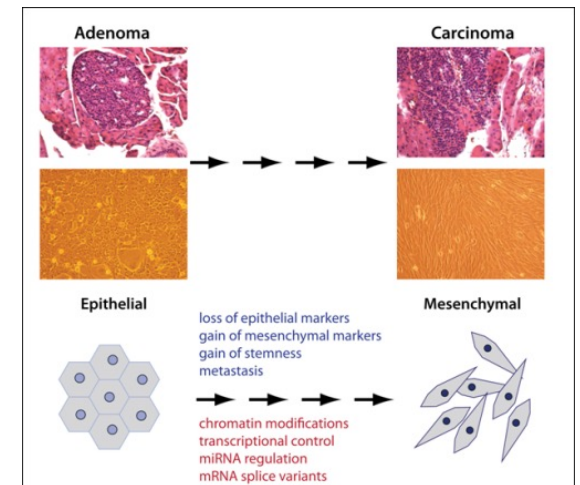 Adenoma
Carcinoma
Epithelial
Mesenchymal
loss of epithelial markers
gain of mesenchymal markers
gain of stemness
metastasis
chromatin modifications
transcriptional control
miRNA regulation
mRNA splice variants